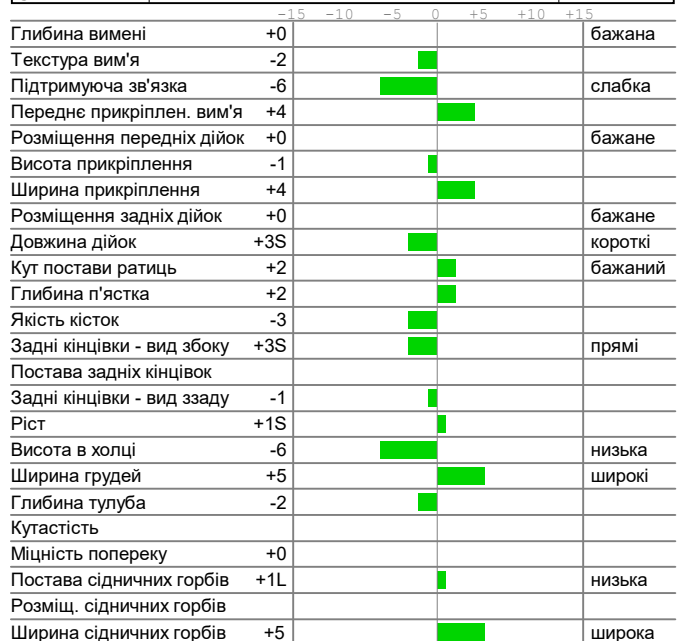 -15 -10 -5 0 +5 +10 +15
Глибина вимені +0 бажана
Текстура вим'я -2
Підтримуюча зв'язка -6 слабка
Переднє прикріплен. вим'я +4
Розміщення передніх дійок +0 бажане
Висота прикріплення -1
Ширина прикріплення +4
Розміщення задніх дійок +0 бажане
Довжина дійок +3S короткі
Кут постави ратиць +2 бажаний
Глибина п'ястка +2
Якість кісток -3
Задні кінцівки - вид збоку +3S прямі
Постава задніх кінцівок
Задні кінцівки - вид ззаду -1
Ріст +1S
Висота в холці -6 низька
Ширина грудей +5 широкі
Глибина тулуба -2
Кутастість
Міцність попереку +0
Постава сідничних горбів +1L низька
Розміщ. сідничних горбів
Ширина сідничних горбів +5 широка